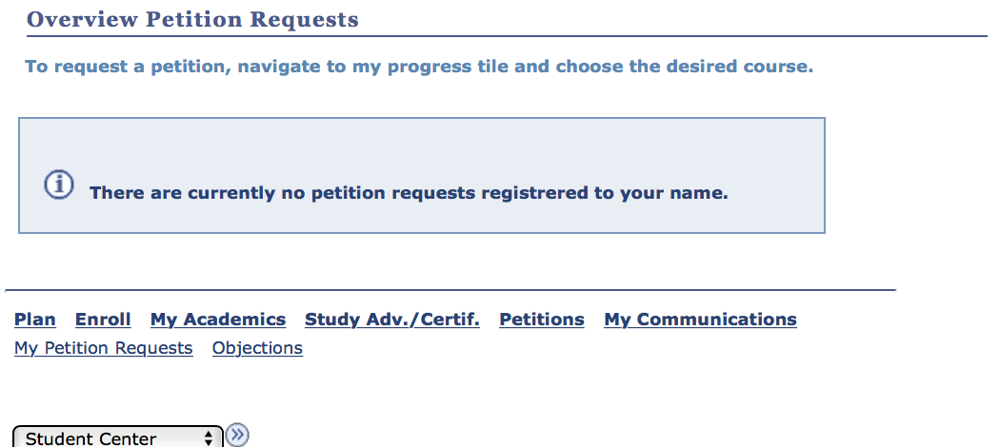 Overview Petition Requests
To request a petition, navigate to my progress tile and choose the desired course.
There are currently no petition requests registrered to your name.
Plan Enroll My Academics Study Adv./Certif. Petitions My Communications
My Petition Requests Objections
Student Center